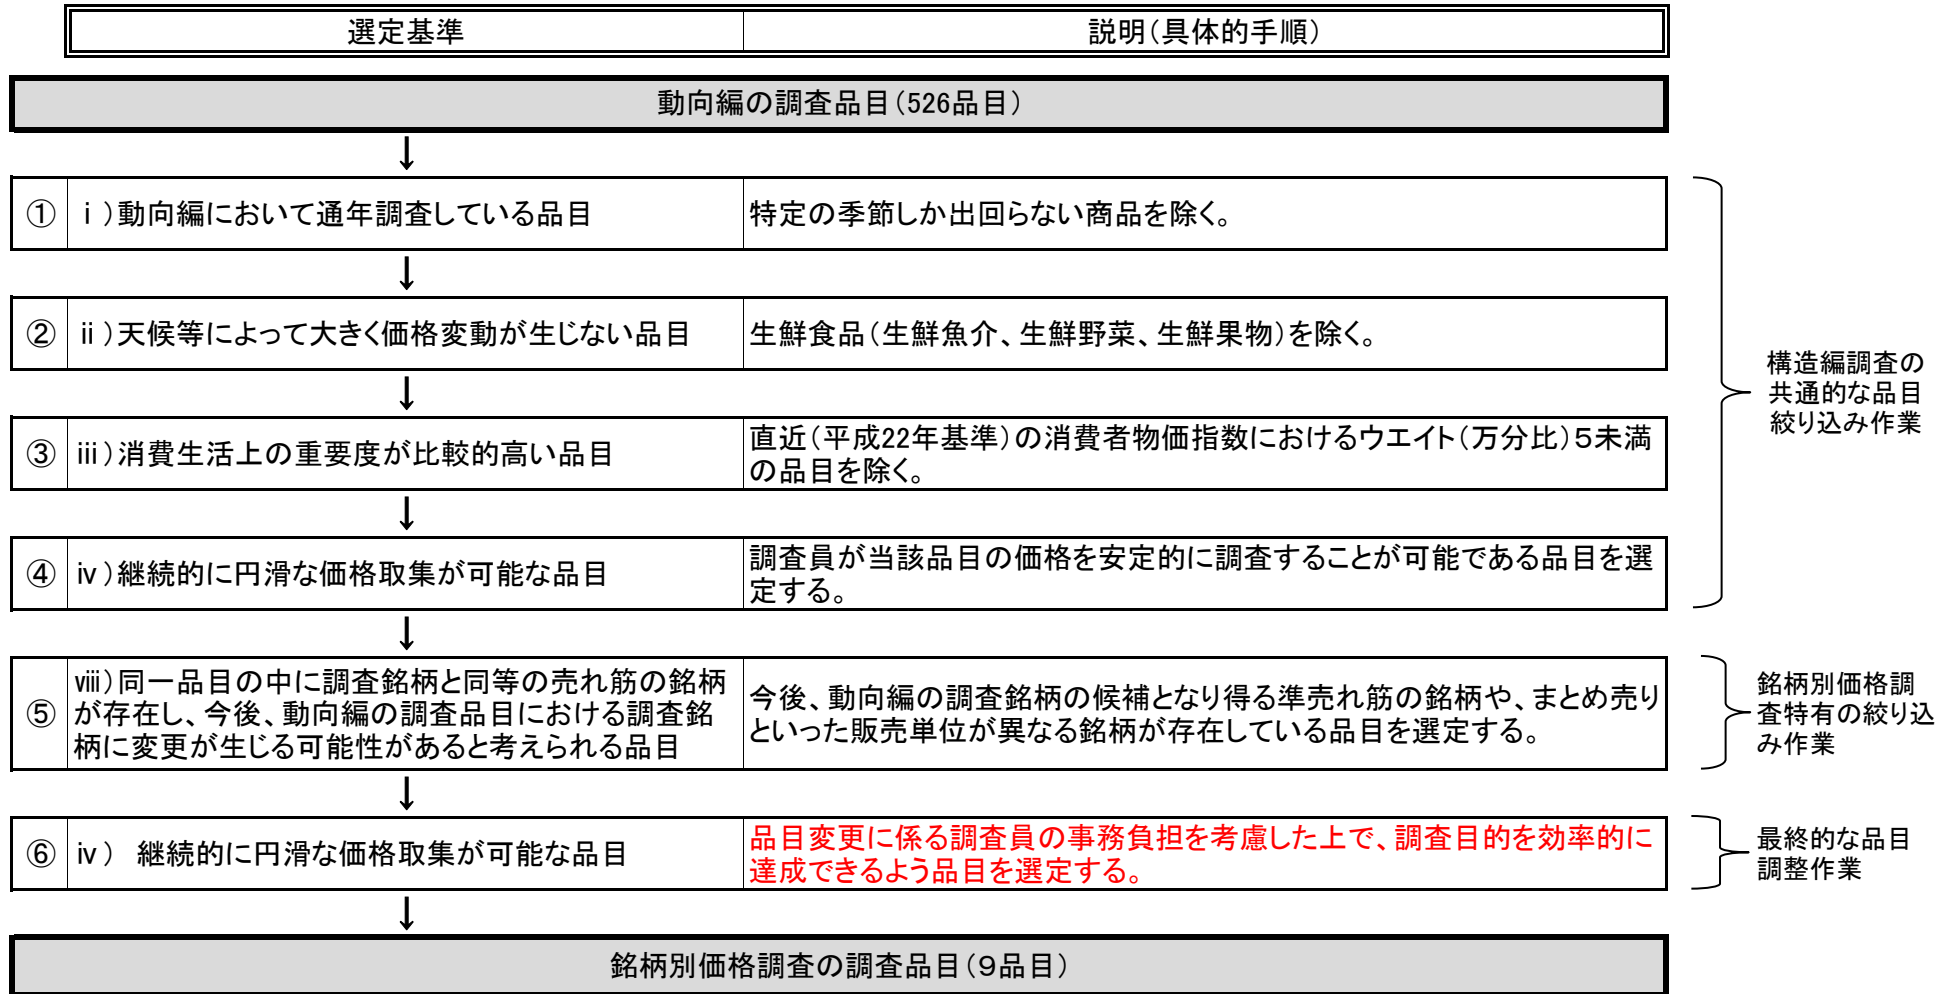 選定基準
説明(具体的手順)
動向編の調査品目(526品目)
↓
① ⅰ)動向編において通年調査している品目
特定の季節しか出回らない商品を除く。
↓
② ⅱ)天候等によって大きく価格変動が生じない品目
生鮮食品(生鮮魚介、生鮮野菜、生鮮果物)を除く。
↓
③ ⅲ)消費生活上の重要度が比較的高い品目
直近(平成22年基準)の消費者物価指数におけるウエイト(万分比)5未満
の品目を除く。
↓
④ ⅳ)継続的に円滑な価格取集が可能な品目
調査員が当該品目の価格を安定的に調査することが可能である品目を選
定する。
構造編調査の
共通的な品目
絞り込み作業
↓
⑤
ⅷ)同一品目の中に調査銘柄と同等の売れ筋の銘柄
が存在し、今後、動向編の調査品目における調査銘
柄に変更が生じる可能性があると考えられる品目
今後、動向編の調査銘柄の候補となり得る準売れ筋の銘柄や、まとめ売り
といった販売単位が異なる銘柄が存在している品目を選定する。
銘柄別価格調
査特有の絞り込
み作業
↓
⑥ ⅳ) 継続的に円滑な価格取集が可能な品目
品目変更に係る調査員の事務負担を考慮した上で、調査目的を効率的に
達成できるよう品目を選定する。
最終的な品目
調整作業
↓
銘柄別価格調査の調査品目(9品目)